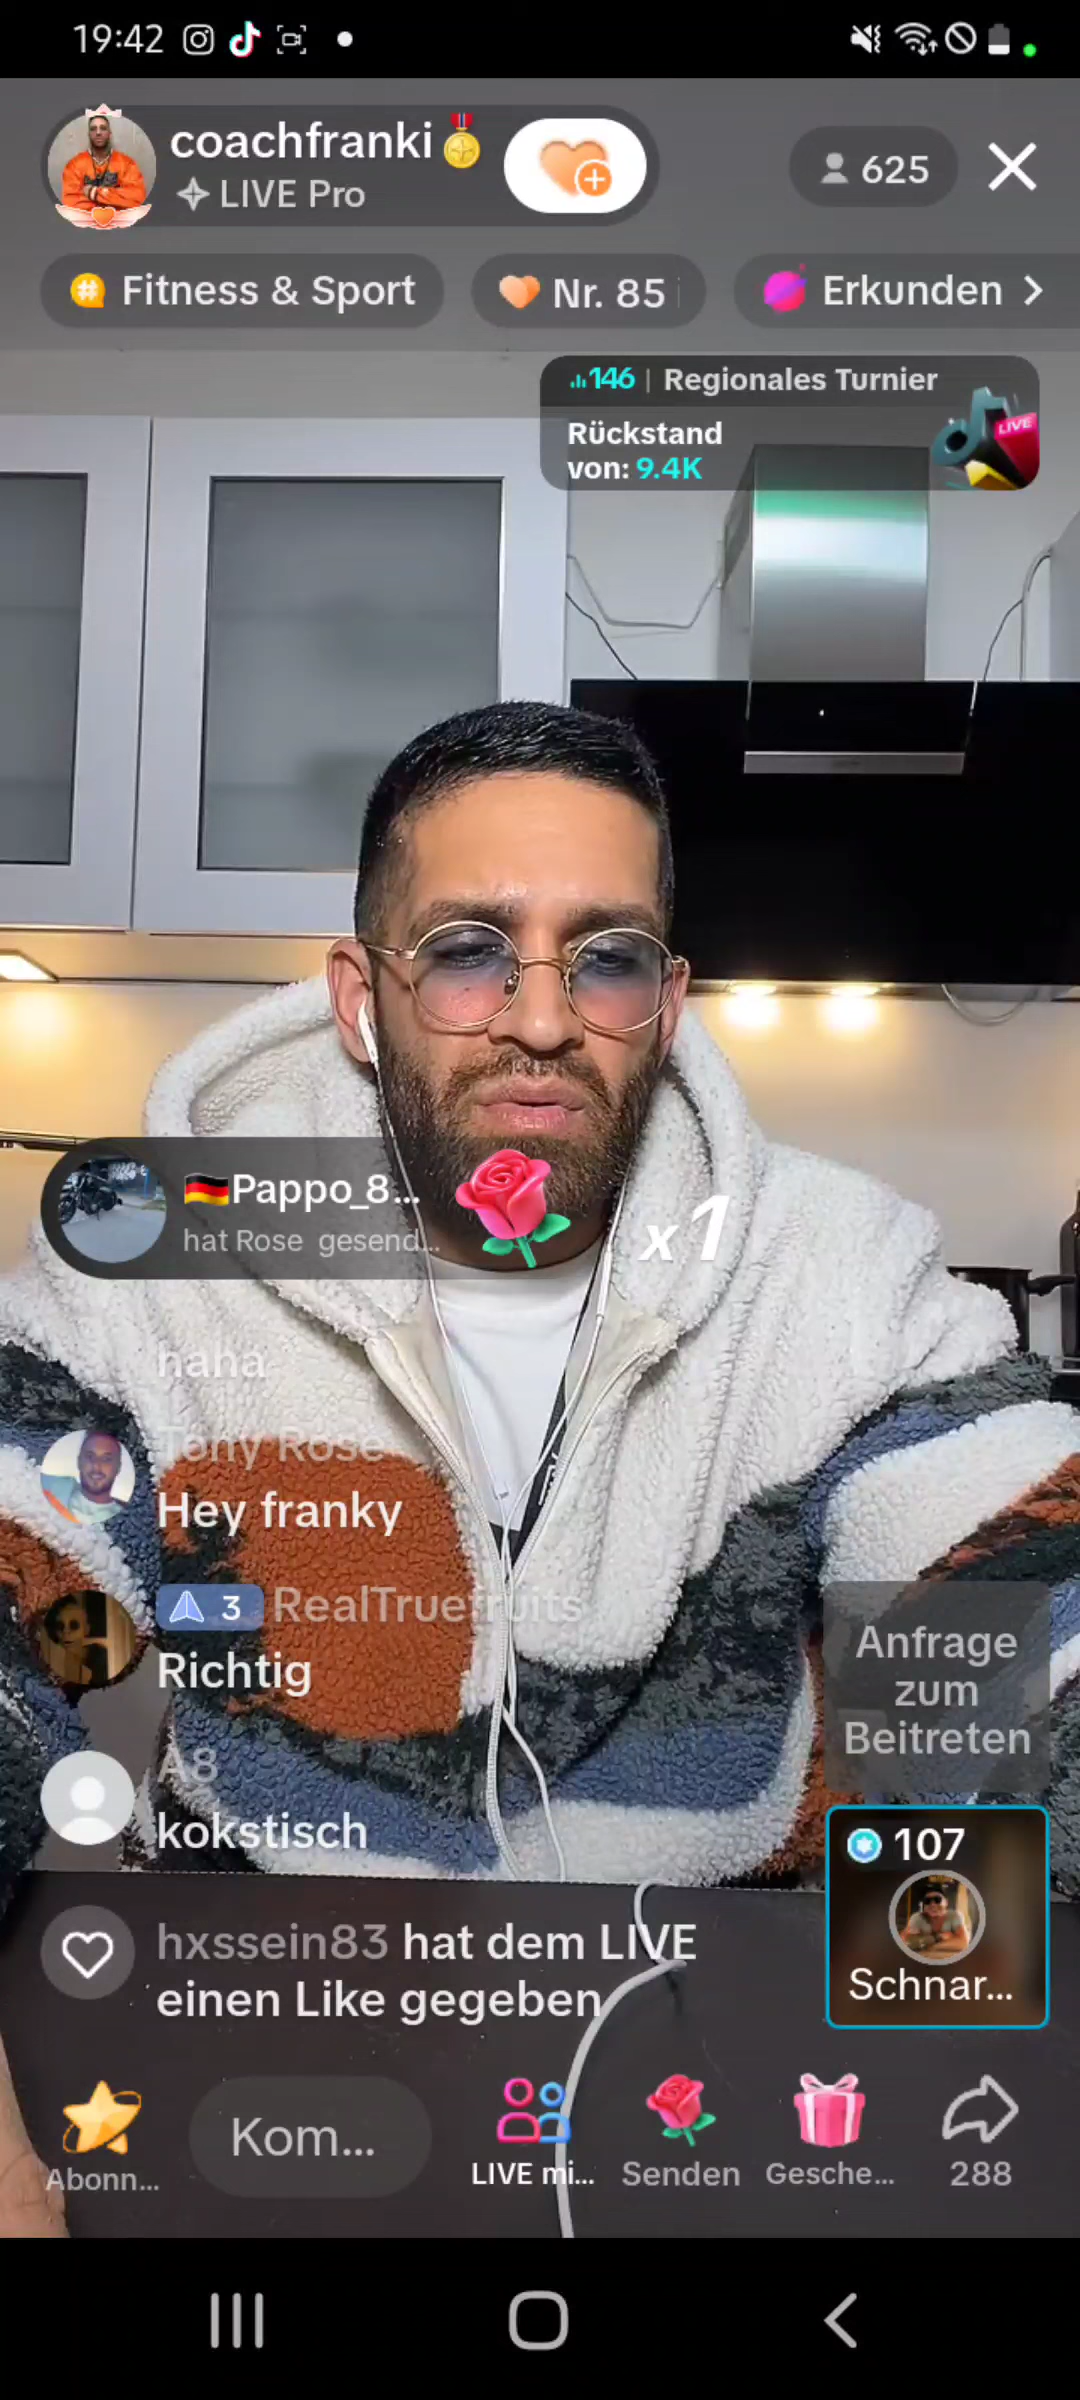 19:42
coachfranki🏅
LIVE Pro
625
Fitness & Sport
Nr. 85
Erkunden
146 | Regionales Turnier
Rückstand
von: 9.4K
LIVE
🇩🇪Pappo_8...
hat Rose gesend...
x1
haha
Tony Rose
Hey franky
3 RealTruefruits
Richtig
A8
kokstisch
hxssein83 hat dem LIVE
einen Like gegeben
Anfrage
zum
Beitreten
107
Schnar...
Abonn...
Kom...
LIVE mi...
Senden
Gesche...
288